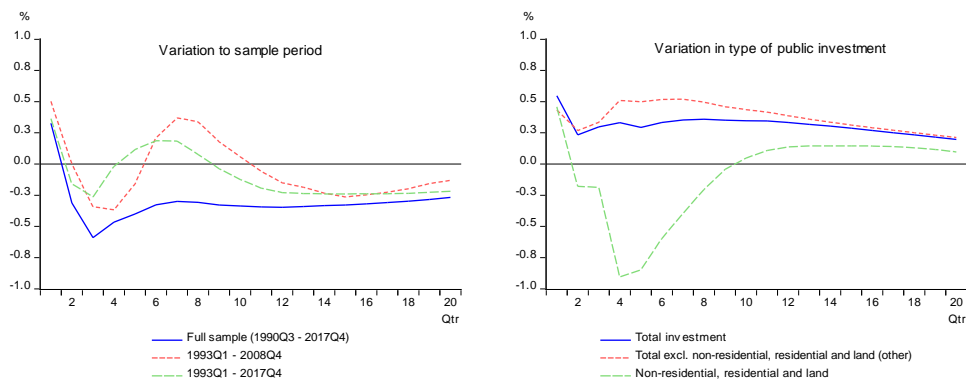 %
Variation to sample period
1.0
0.8
0.5
0.3
0.0
-0.3
-0.5
-0.8
-1.0
2 4 6 8 10 12 14 16 18 20
Qtr
Full sample (1990Q3 - 2017Q4)
1993Q1 - 2008Q4
1993Q1 - 2017Q4
%
Variation in type of public investment
1.0
0.8
0.5
0.3
0.0
-0.3
-0.5
-0.8
-1.0
2 4 6 8 10 12 14 16 18 20
Qtr
Total investment
Total excl. non-residential, residential and land (other)
Non-residential, residential and land